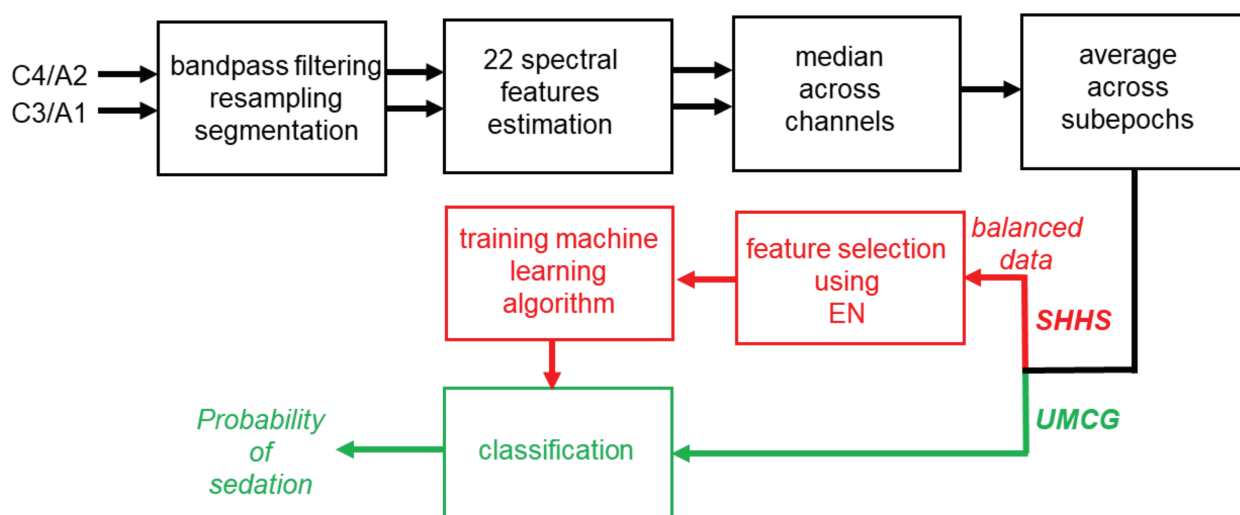 C4/A2
C3/A1
bandpass filtering
resampling
segmentation
22 spectral
features
estimation
median
across
channels
average
across
subepochs
training machine
learning
algorithm
feature selection
using
EN
balanced
data
SHHS
UMCG
classification
Probability
of
sedation